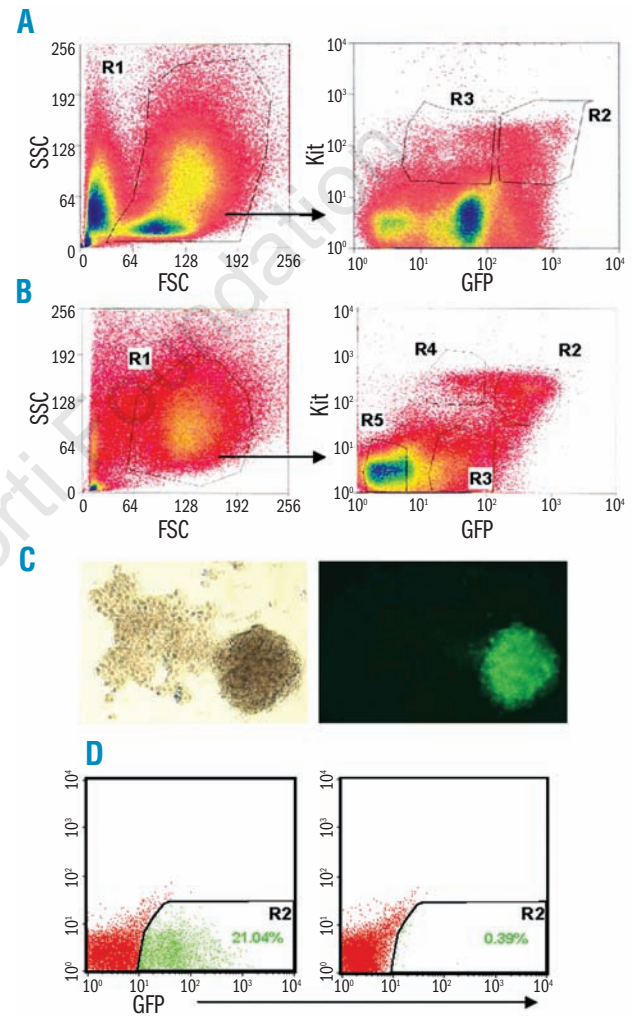 A
256
192
128
64
0
SSC
R1
0 64 128 192 256
FSC
10⁴
10³
10²
10¹
10⁰
Kit
R3
R2
10⁰ 10¹ 10² 10³ 10⁴
GFP
B
256
192
128
64
0
SSC
R1
0 64 128 192 256
FSC
10⁴
10³
10²
10¹
10⁰
Kit
R4
R2
R5
R3
10⁰ 10¹ 10² 10³ 10⁴
GFP
C
D
10⁴
10³
10²
10¹
10⁰
R2
21.04%
10⁰ 10¹ 10² 10³ 10⁴
10⁴
10³
10²
10¹
10⁰
R2
0.39%
10⁰ 10¹ 10² 10³ 10⁴
GFP
orti Foundation